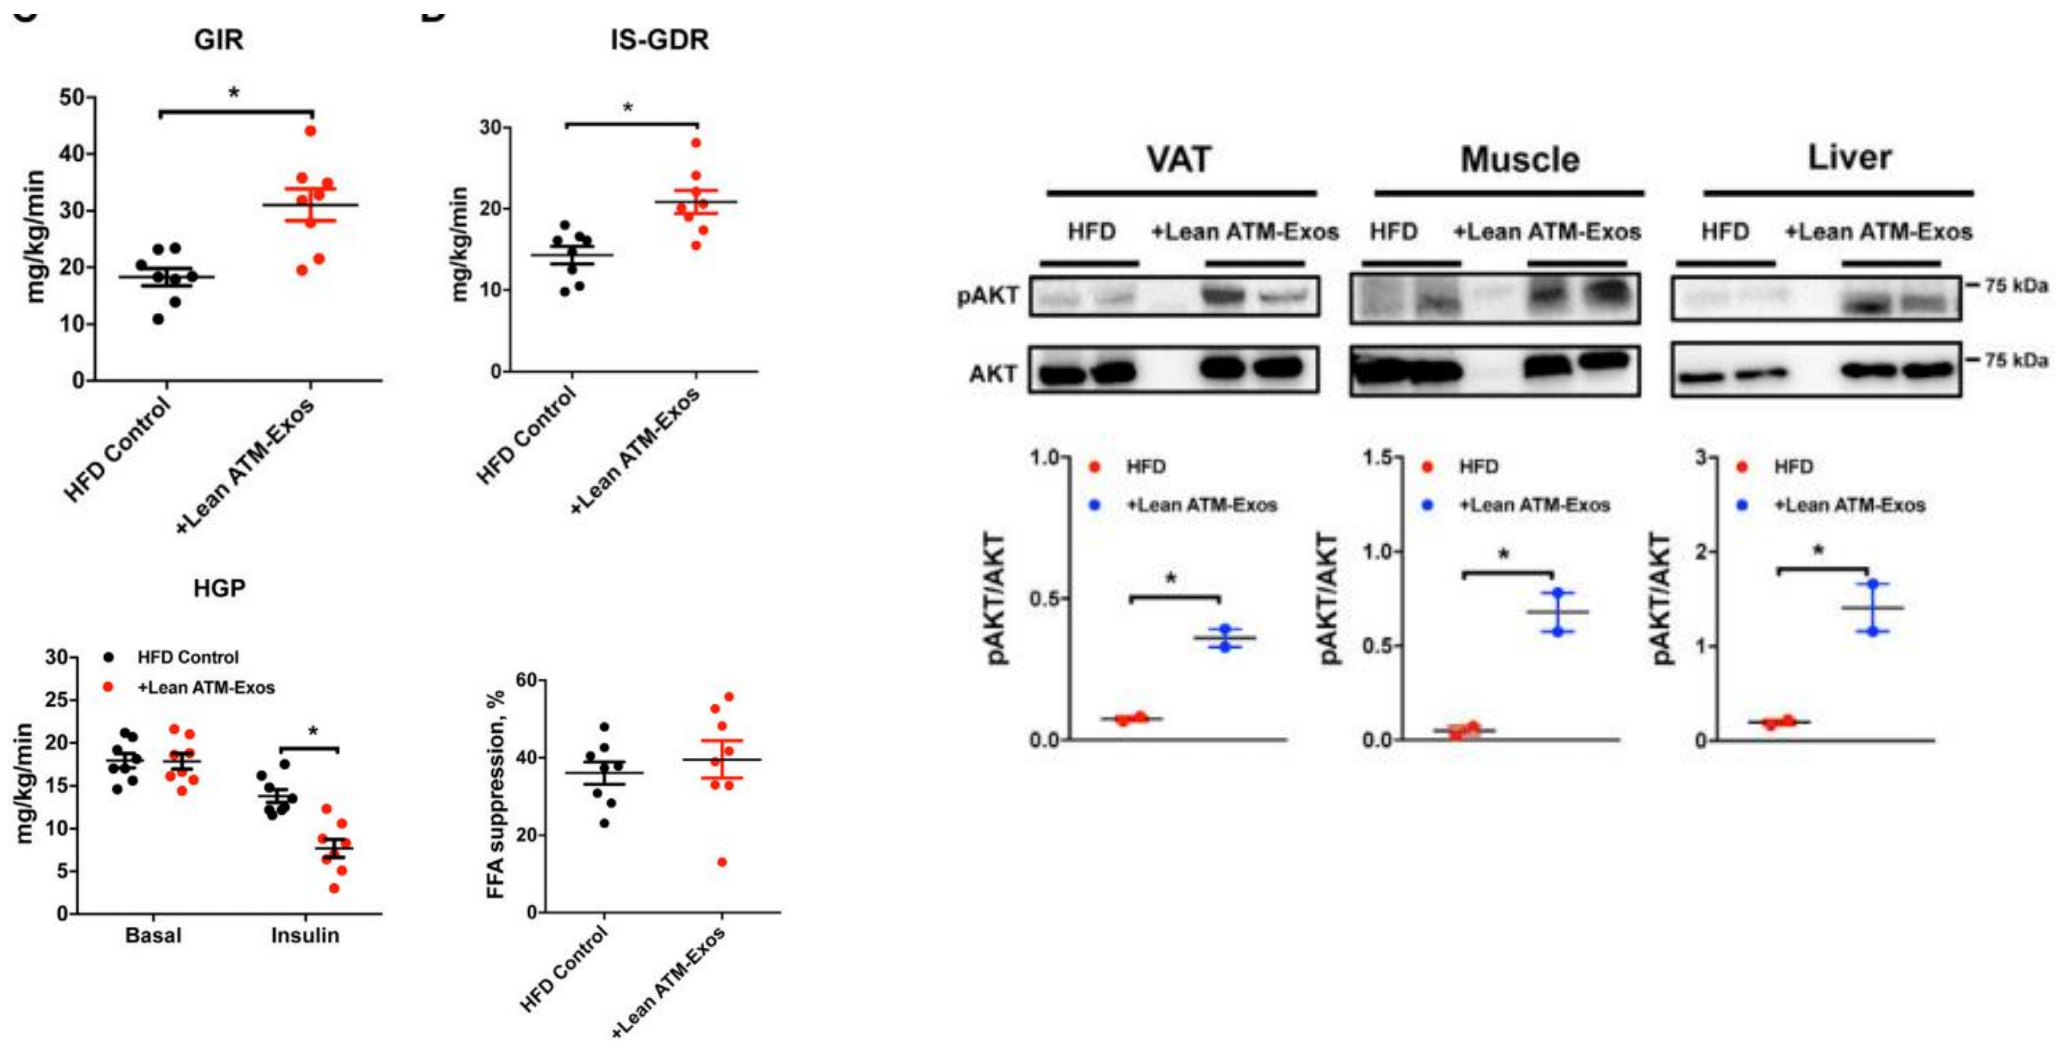 GIR
*
50
40
30
20
10
0
mg/kg/min
HFD Control
+Lean ATM-Exos
IS-GDR
*
30
20
10
0
mg/kg/min
HFD Control
+Lean ATM-Exos
HGP
HFD Control
+Lean ATM-Exos
*
30
25
20
15
10
5
0
mg/kg/min
Basal
Insulin
60
40
20
0
FFA suppression, %
HFD Control
+Lean ATM-Exos
VAT Muscle Liver
HFD +Lean ATM-Exos HFD +Lean ATM-Exos HFD +Lean ATM-Exos
pAKT 75 kDa
AKT 75 kDa
HFD
+Lean ATM-Exos
*
1.0
0.5
0.0
pAKT/AKT
HFD
+Lean ATM-Exos
*
1.5
1.0
0.5
0.0
pAKT/AKT
HFD
+Lean ATM-Exos
*
3
2
1
0
pAKT/AKT